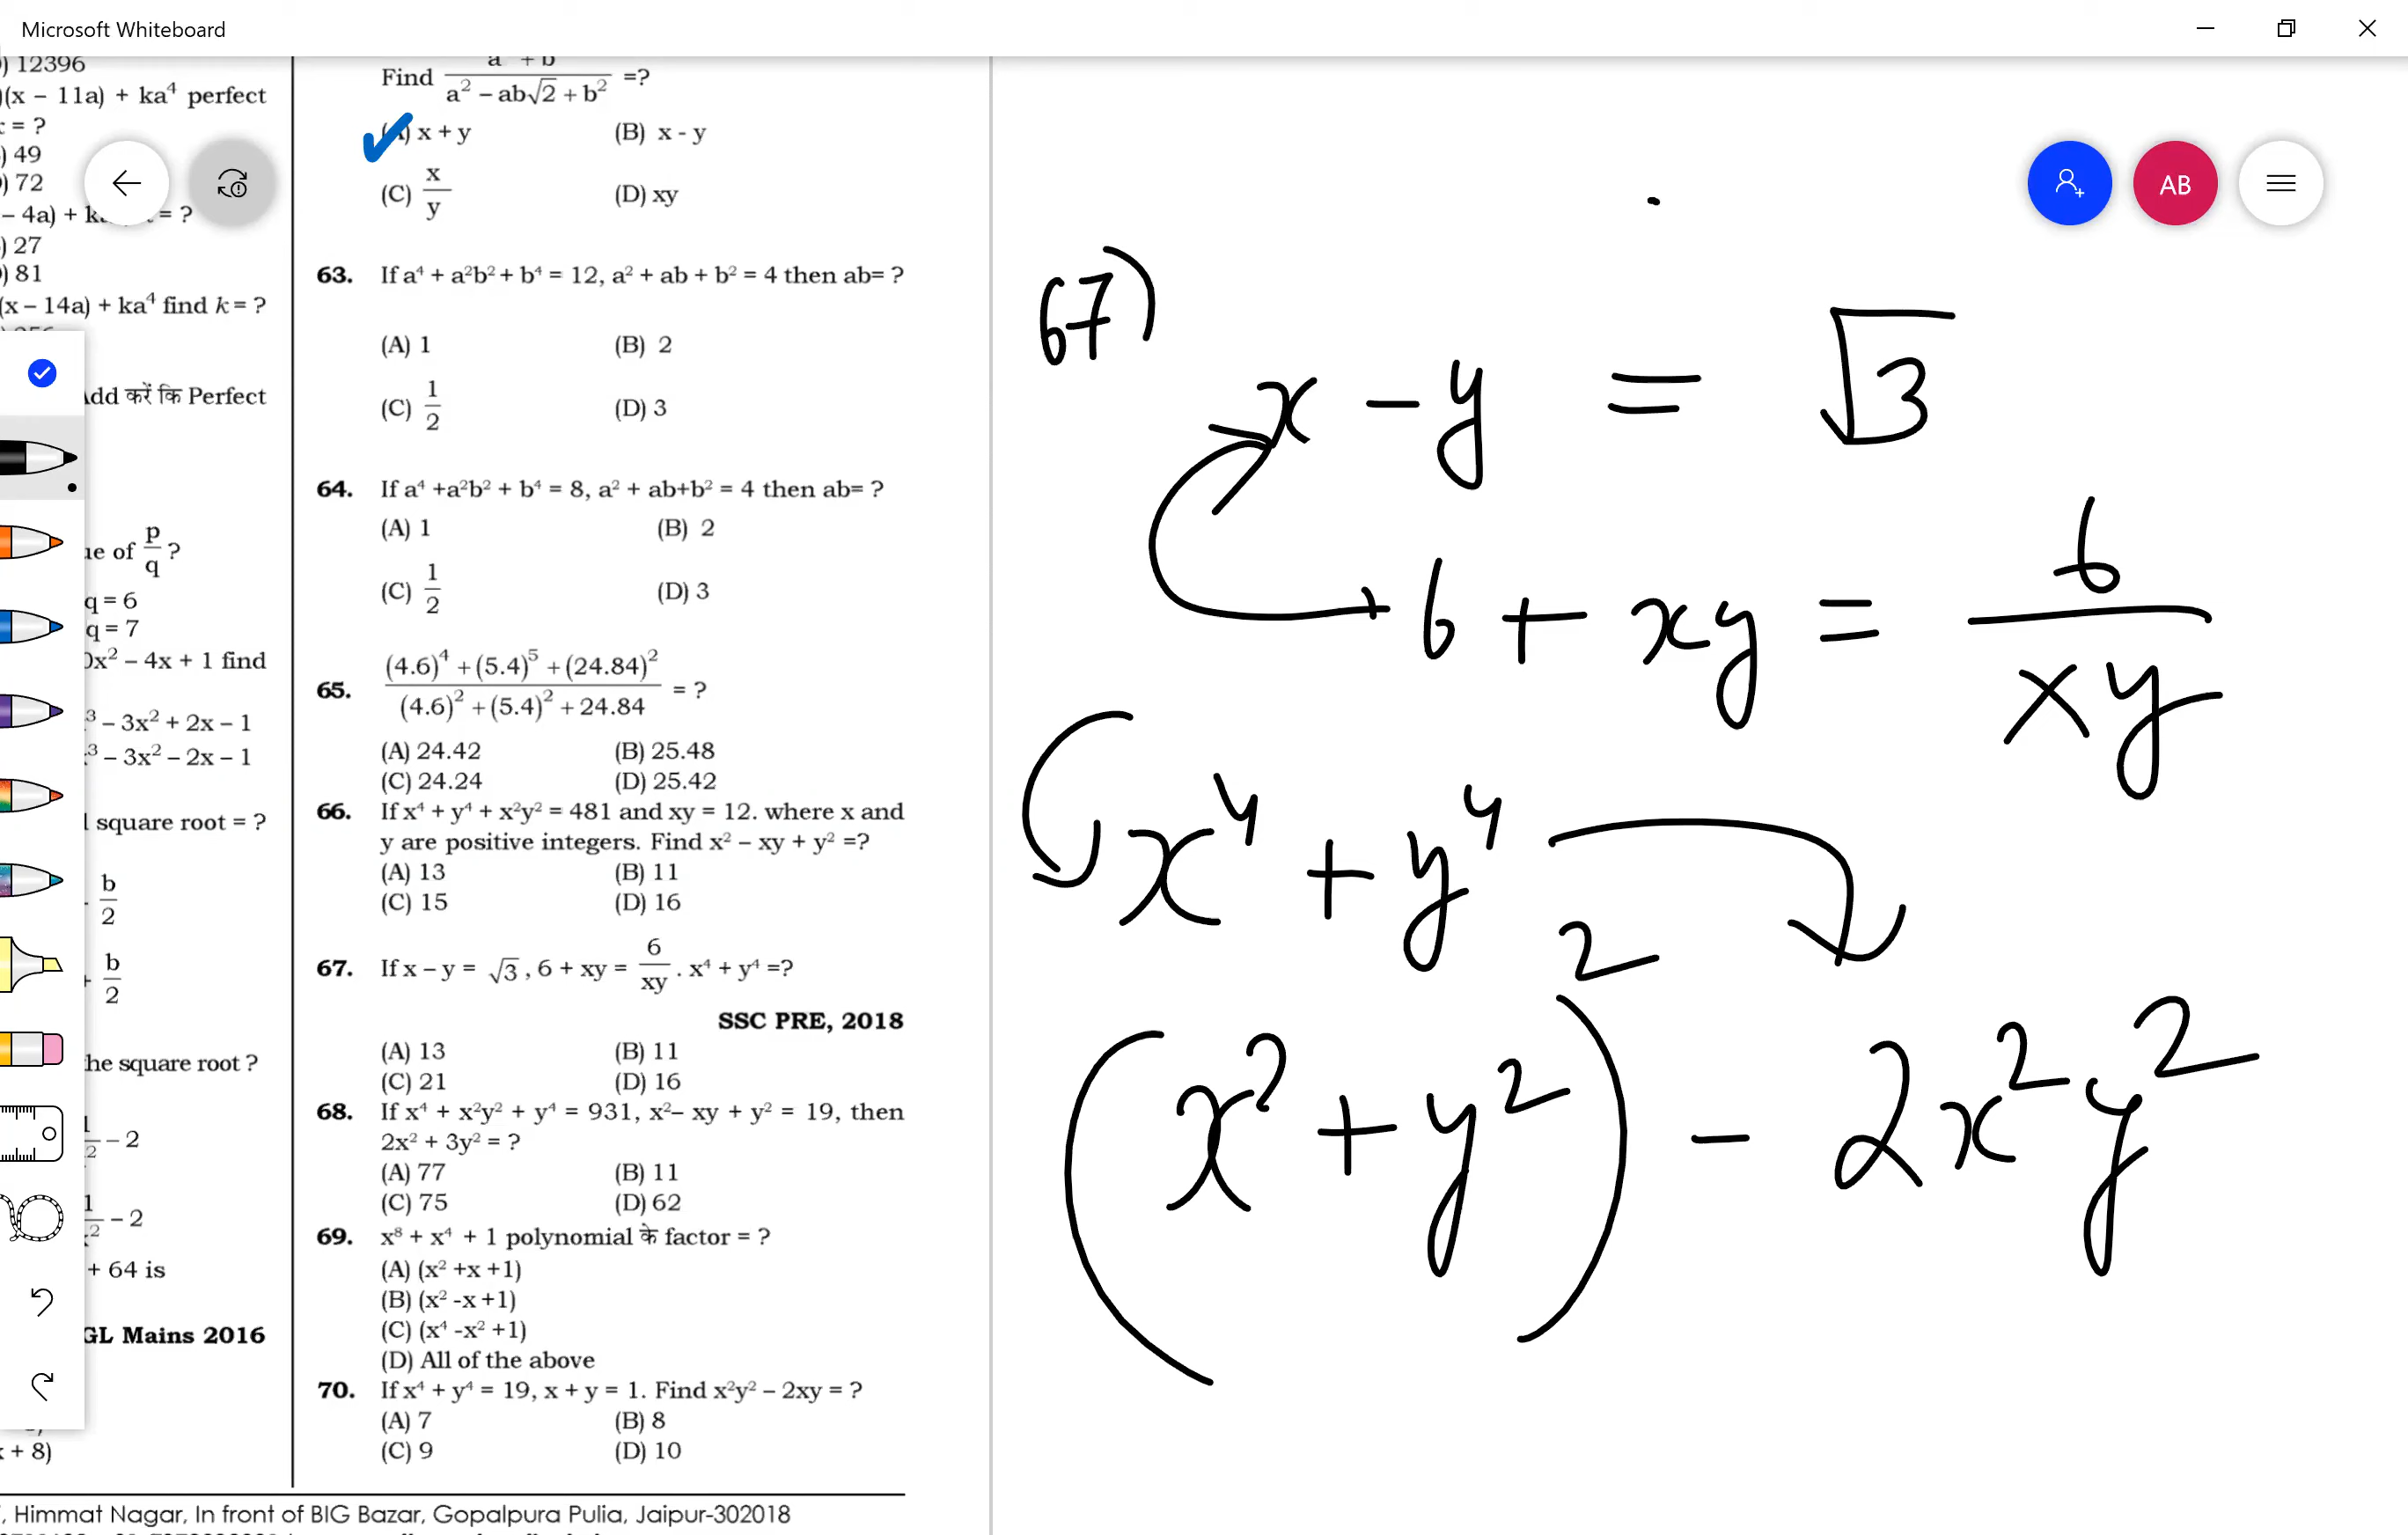 Microsoft Whiteboard
) 12396
(x – 11a) + ka⁴ perfect
= ?
) 49
) 72
– 4a) + k = ?
) 27
) 81
(x – 14a) + ka⁴ find k = ?
Add करें कि Perfect
ue of p/q ?
q = 6
q = 7
0x² – 4x + 1 find
³ – 3x² + 2x – 1
³ – 3x² – 2x – 1
l square root = ?
b/2
+ b/2
he square root ?
– 2
– 2
+ 64 is
GL Mains 2016
x + 8)
Find a + b / a² – ab√2 + b² =?
(A) x + y (B) x - y
(C) x/y (D) xy
63. If a⁴ + a²b² + b⁴ = 12, a² + ab + b² = 4 then ab= ?
(A) 1 (B) 2
(C) 1/2 (D) 3
64. If a⁴ +a²b² + b⁴ = 8, a² + ab+b² = 4 then ab= ?
(A) 1 (B) 2
(C) 1/2 (D) 3
65. (4.6)⁴ + (5.4)⁵ + (24.84)² / (4.6)² + (5.4)² + 24.84 = ?
(A) 24.42 (B) 25.48
(C) 24.24 (D) 25.42
66. If x⁴ + y⁴ + x²y² = 481 and xy = 12. where x and
y are positive integers. Find x² – xy + y² =?
(A) 13 (B) 11
(C) 15 (D) 16
67. If x – y = √3 , 6 + xy = 6/xy . x⁴ + y⁴ =?
SSC PRE, 2018
(A) 13 (B) 11
(C) 21 (D) 16
68. If x⁴ + x²y² + y⁴ = 931, x²– xy + y² = 19, then
2x² + 3y² = ?
(A) 77 (B) 11
(C) 75 (D) 62
69. x⁸ + x⁴ + 1 polynomial के factor = ?
(A) (x² +x +1)
(B) (x² -x +1)
(C) (x⁴ -x² +1)
(D) All of the above
70. If x⁴ + y⁴ = 19, x + y = 1. Find x²y² – 2xy = ?
(A) 7 (B) 8
(C) 9 (D) 10
, Himmat Nagar, In front of BIG Bazar, Gopalpura Pulia, Jaipur-302018
AB
67)
x – y = √3
6 + xy = 6/xy
x⁴ + y⁴
(x² + y²)² – 2x²y²